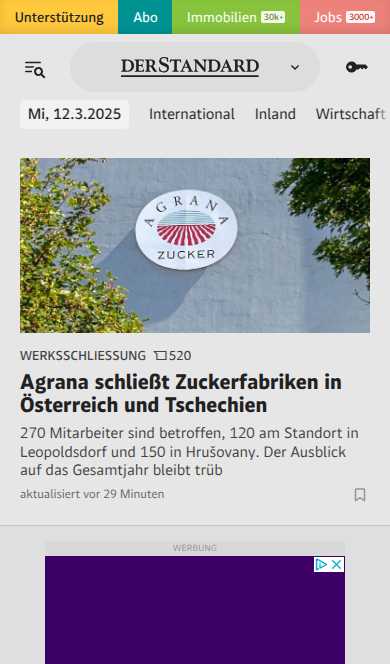 Unterstützung Abo Immobilien 30k+ Jobs 3000+
DERSTANDARD
Mi, 12.3.2025 International Inland Wirtschaft
AGRANA
ZUCKER
WERKSSCHLIESSUNG 520
Agrana schließt Zuckerfabriken in
Österreich und Tschechien
270 Mitarbeiter sind betroffen, 120 am Standort in
Leopoldsdorf und 150 in Hrušovany. Der Ausblick
auf das Gesamtjahr bleibt trüb
aktualisiert vor 29 Minuten
WERBUNG